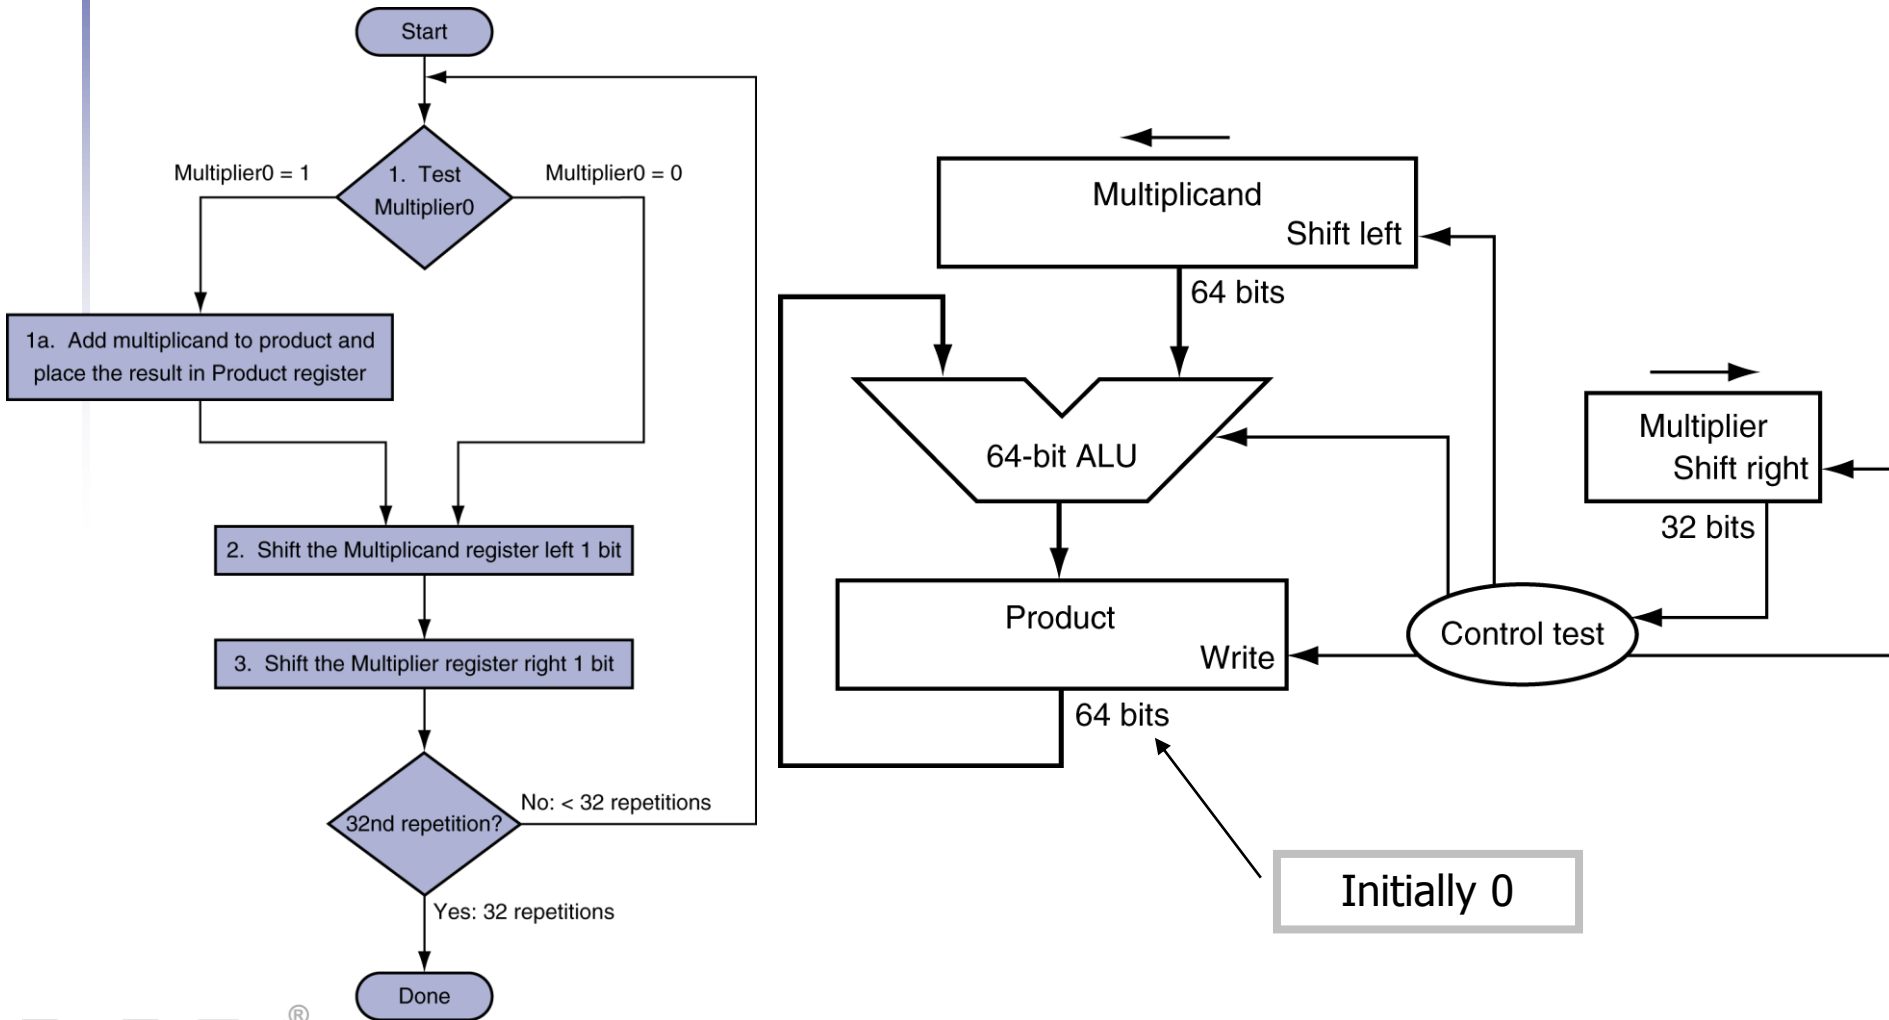 Start
Multiplier0 = 1
1. Test
Multiplier0
Multiplier0 = 0
1a. Add multiplicand to product and
place the result in Product register
2. Shift the Multiplicand register left 1 bit
3. Shift the Multiplier register right 1 bit
32nd repetition?
No: < 32 repetitions
Yes: 32 repetitions
Done
®
Multiplicand
Shift left
64 bits
64-bit ALU
Multiplier
Shift right
32 bits
Control test
Product
Write
64 bits
Initially 0